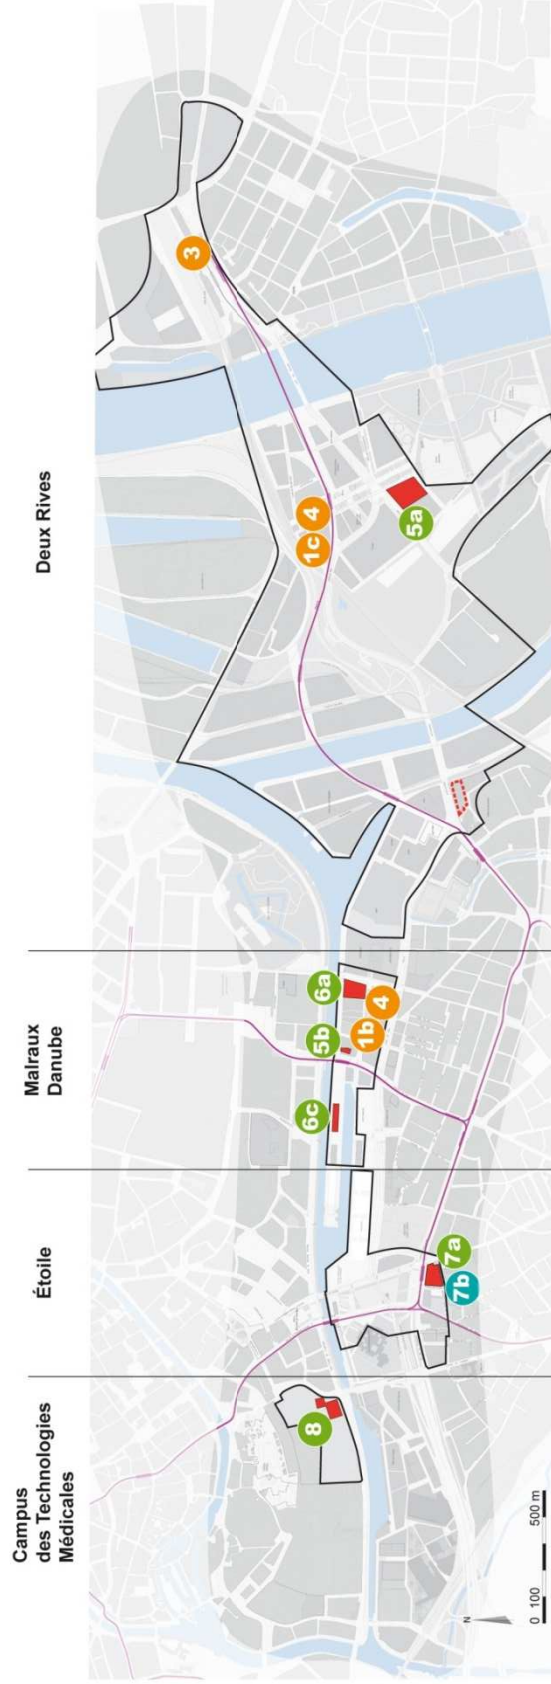 Campus
des Technologies
Médicales
Étoile
Malraux
Danube
Deux Rives
8
7b
7a
6c
5b
6a
1b
4
1c
4
5a
3
N
0 100 500 m